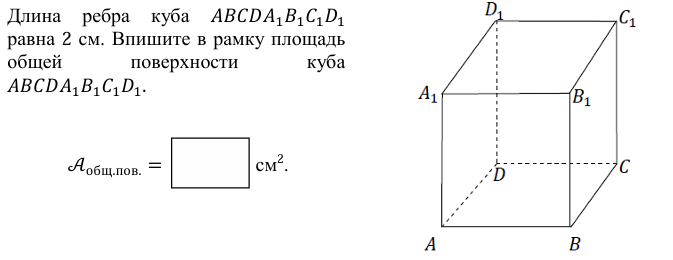 Длина ребра куба ABCDA₁B₁C₁D₁
равна 2 см. Впишите в рамку площадь
общей поверхности куба
ABCDA₁B₁C₁D₁.
𝒜общ.пов. = см².
D₁
C₁
A₁
B₁
D
C
A
B